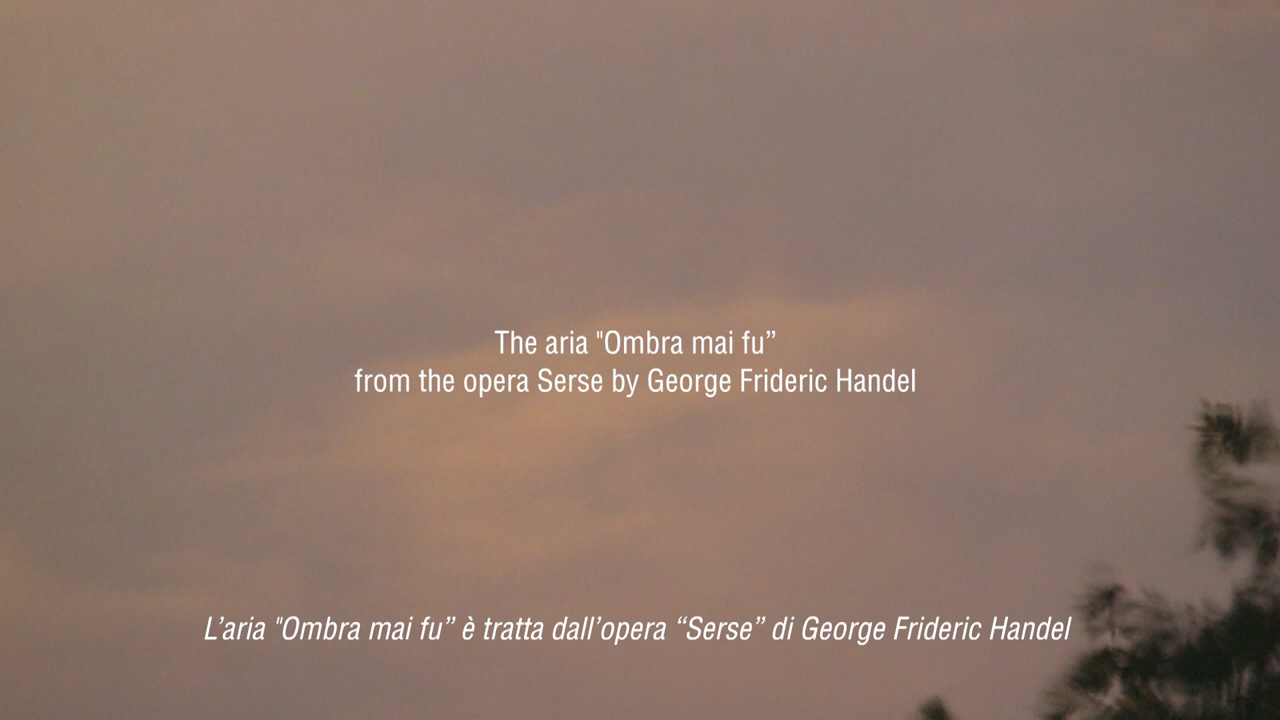 The aria "Ombra mai fu”
from the opera Serse by George Frideric Handel
L’aria "Ombra mai fu” è tratta dall’opera “Serse” di George Frideric Handel